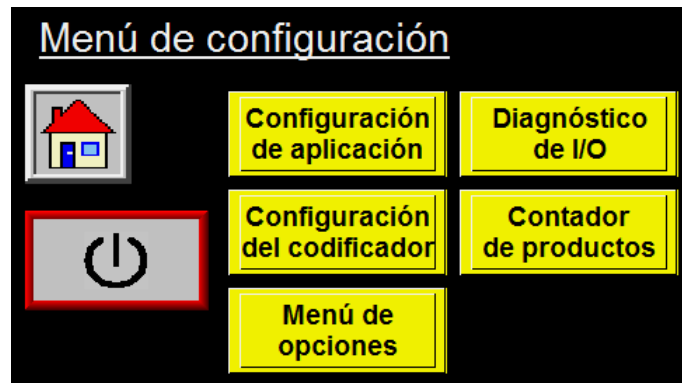 Menú de configuración
Configuración
de aplicación
Diagnóstico
de I/O
Configuración
del codificador
Contador
de productos
Menú de
opciones